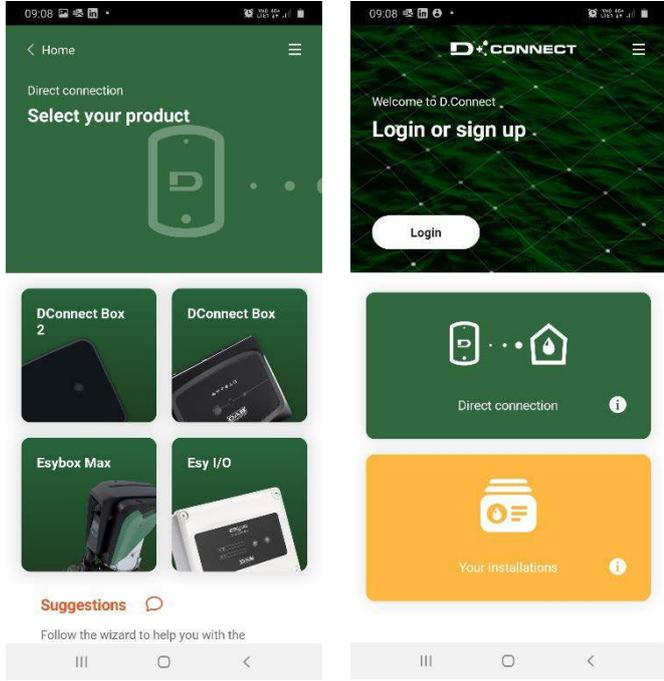 09:08
Home
Direct connection
Select your product
DConnect Box
2
DConnect Box
DAB
Esybox Max
Esy I/O
Suggestions
Follow the wizard to help you with the
09:08
D CONNECT
Welcome to D.Connect
Login or sign up
Login
Direct connection
Your installations